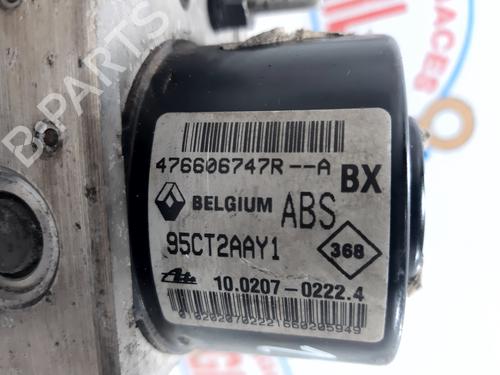 476606747R--A
BX
BELGIUM ABS
95CT2AAY1
368
Ate 10.0207-0222.4
B-PARTS